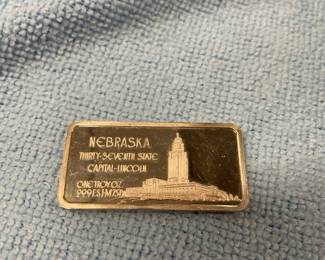 NEBRASKA
THIRTY-SEVENTH STATE
CAPITAL-LINCOLN
ONE TROY OZ.